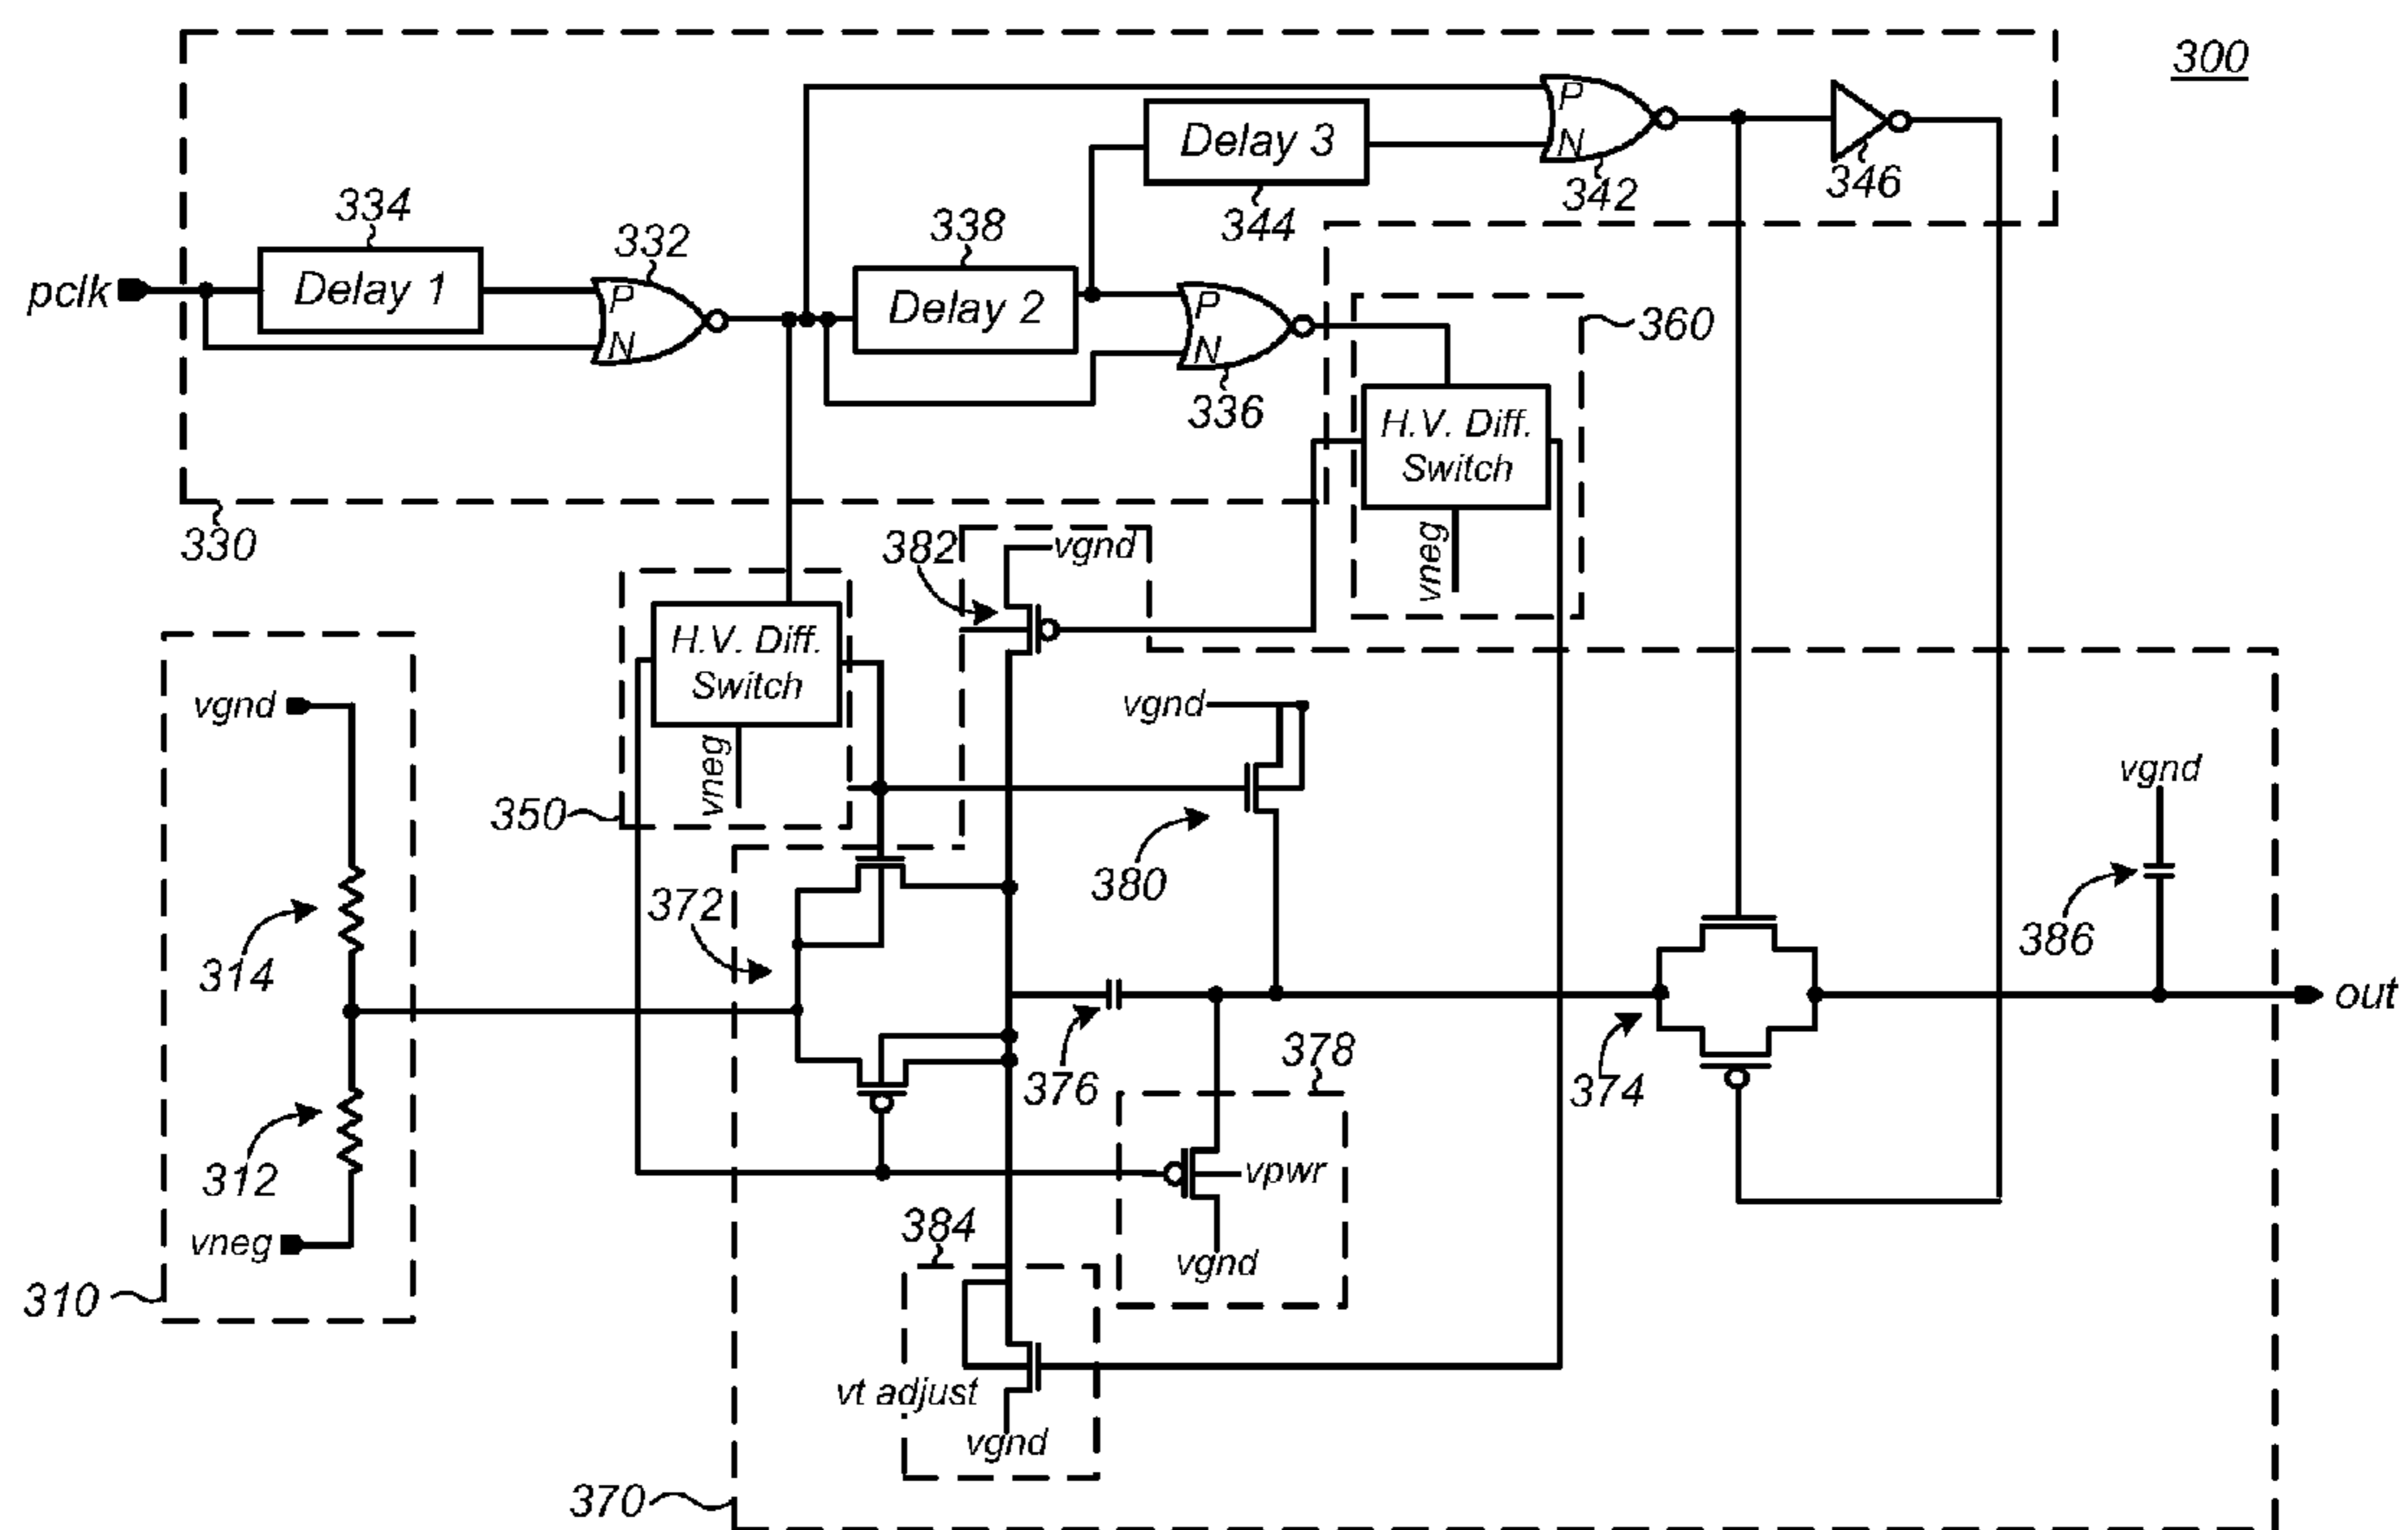 300
P
N
Delay 3
342
346
334
338
344
332
pclk
Delay 1
P
N
Delay 2
P
N
336
360
H.V. Diff.
Switch
vneg
330
382
vgnd
H.V. Diff.
Switch
vneg
350
vgnd
vgnd
380
vgnd
314
372
386
out
376
378
374
312
vpwr
vneg
384
vgnd
310
vt adjust
vgnd
370